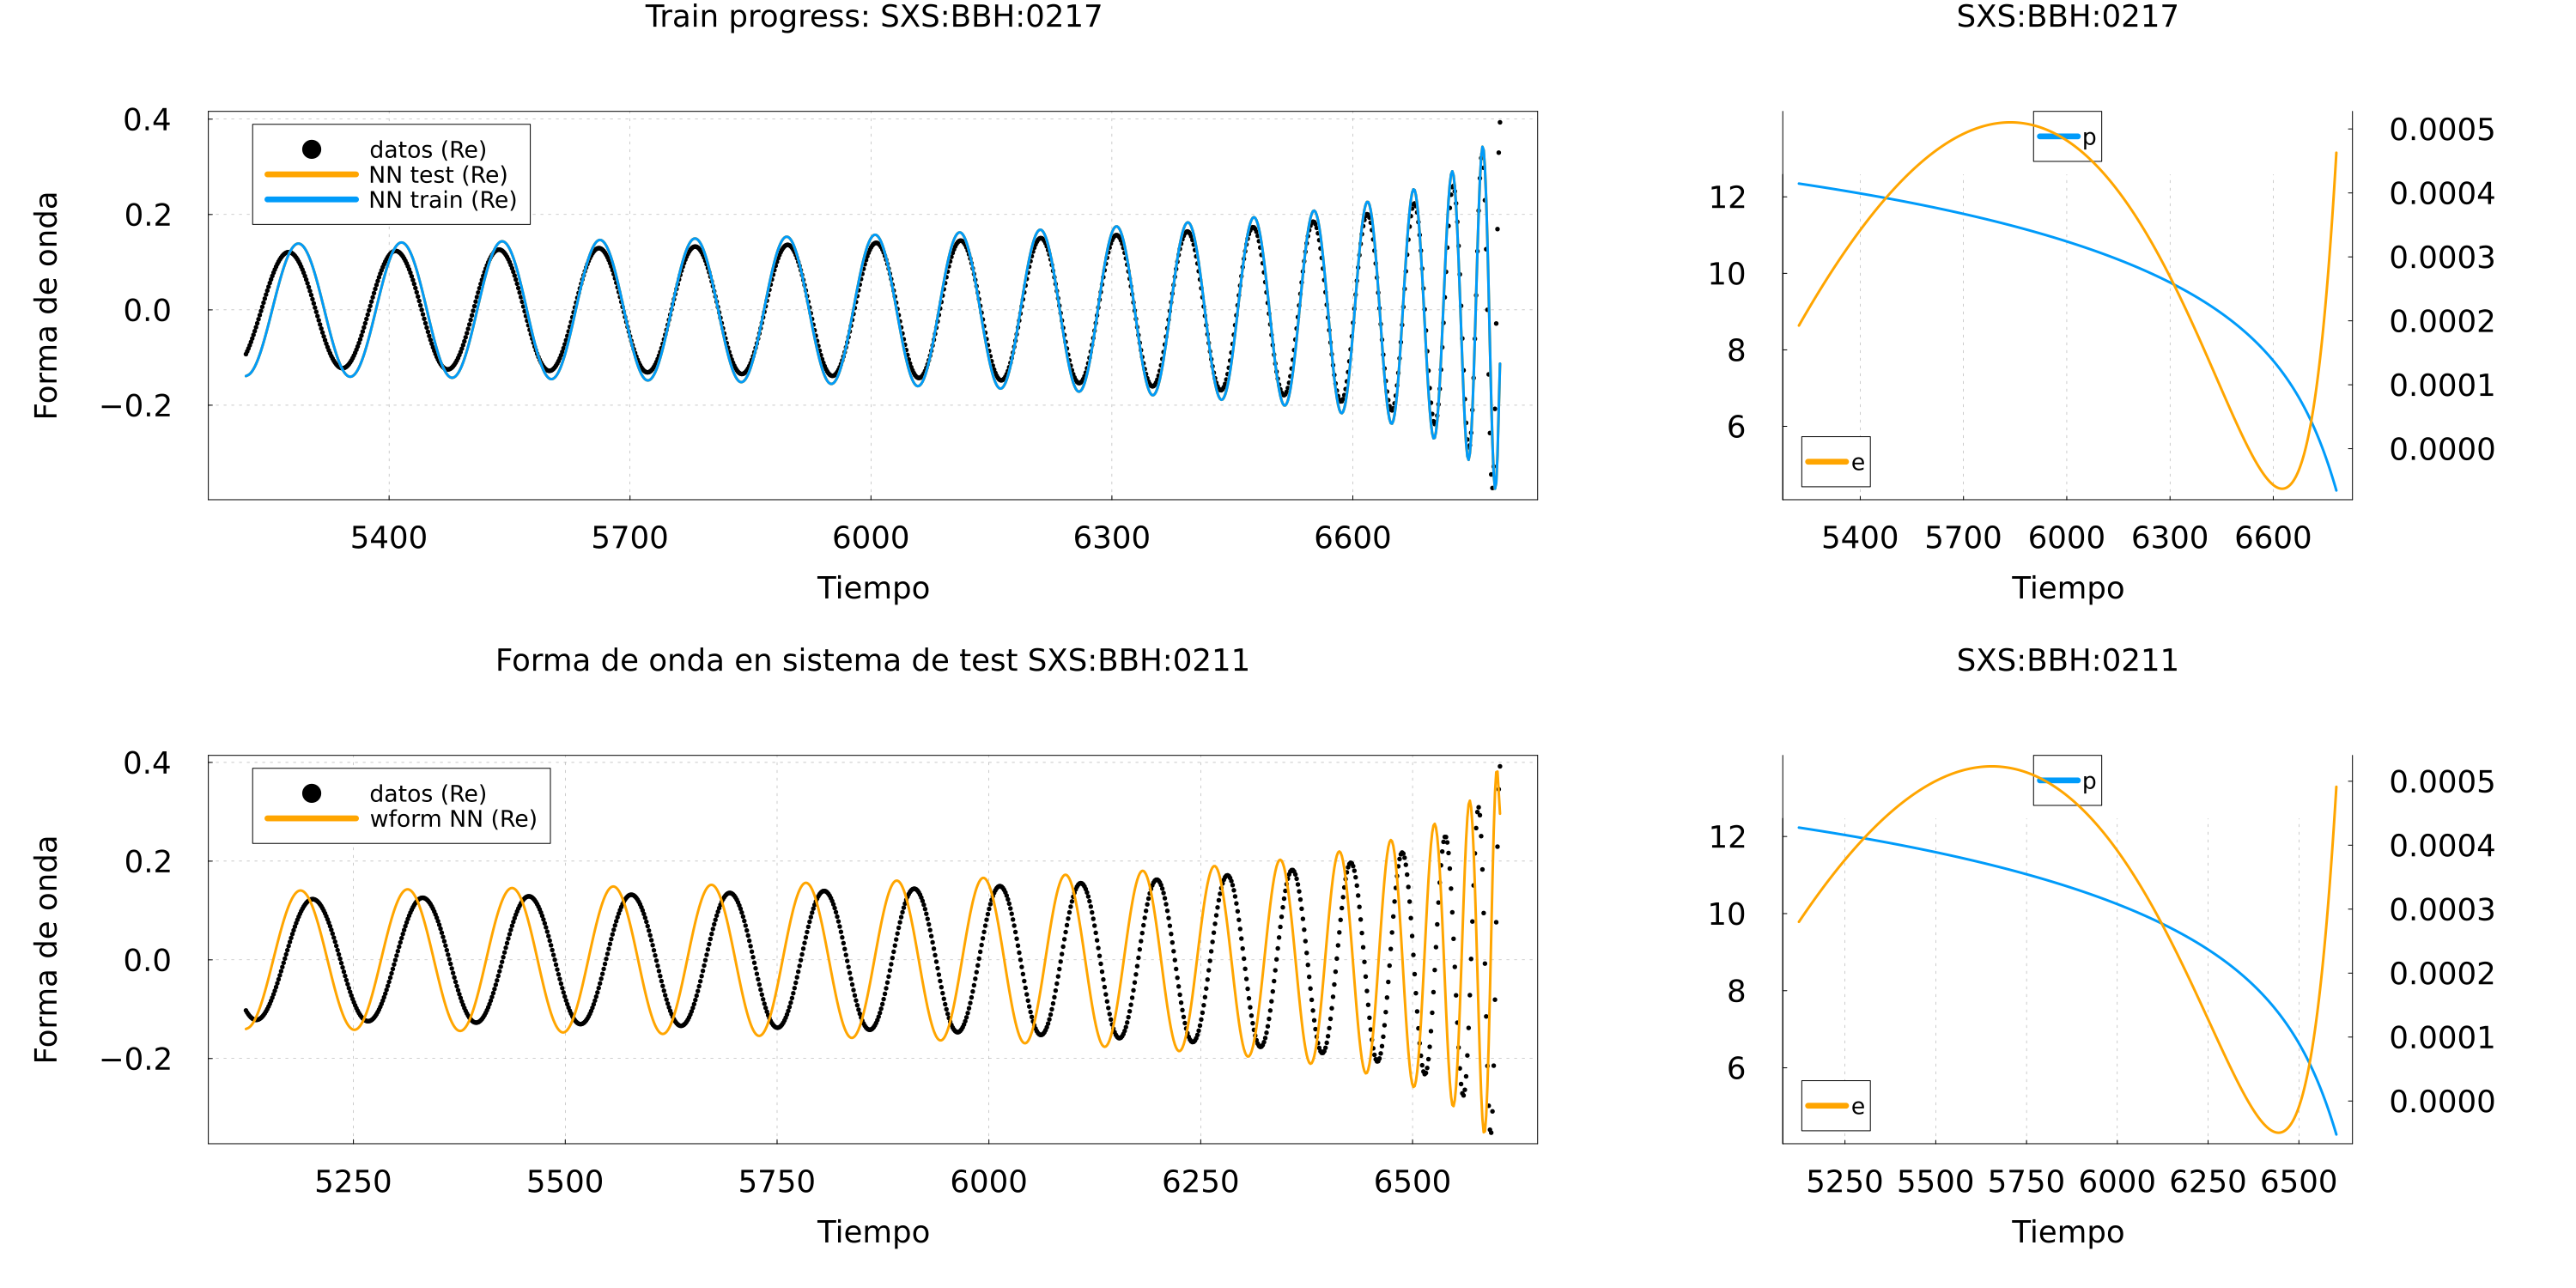 Train progress: SXS:BBH:0217
Forma de onda
0.4
0.2
0.0
−0.2
datos (Re)
NN test (Re)
NN train (Re)
5400 5700 6000 6300 6600
Tiempo
SXS:BBH:0217
12
10
8
6
p
e
0.0005
0.0004
0.0003
0.0002
0.0001
0.0000
5400 5700 6000 6300 6600
Tiempo
Forma de onda en sistema de test SXS:BBH:0211
Forma de onda
0.4
0.2
0.0
−0.2
datos (Re)
wform NN (Re)
5250 5500 5750 6000 6250 6500
Tiempo
SXS:BBH:0211
12
10
8
6
p
e
0.0005
0.0004
0.0003
0.0002
0.0001
0.0000
5250 5500 5750 6000 6250 6500
Tiempo